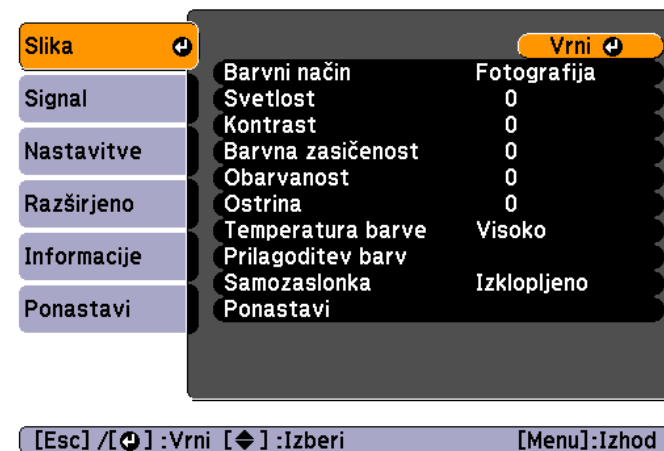 Slika
Signal
Nastavitve
Razširjeno
Informacije
Ponastavi
Vrni
Barvni način Fotografija
Svetlost 0
Kontrast 0
Barvna zasičenost 0
Obarvanost 0
Ostrina 0
Temperatura barve Visoko
Prilagoditev barv
Samozaslonka Izklopljeno
Ponastavi
[Esc] /[⏎] :Vrni [◆] :Izberi [Menu]:Izhod